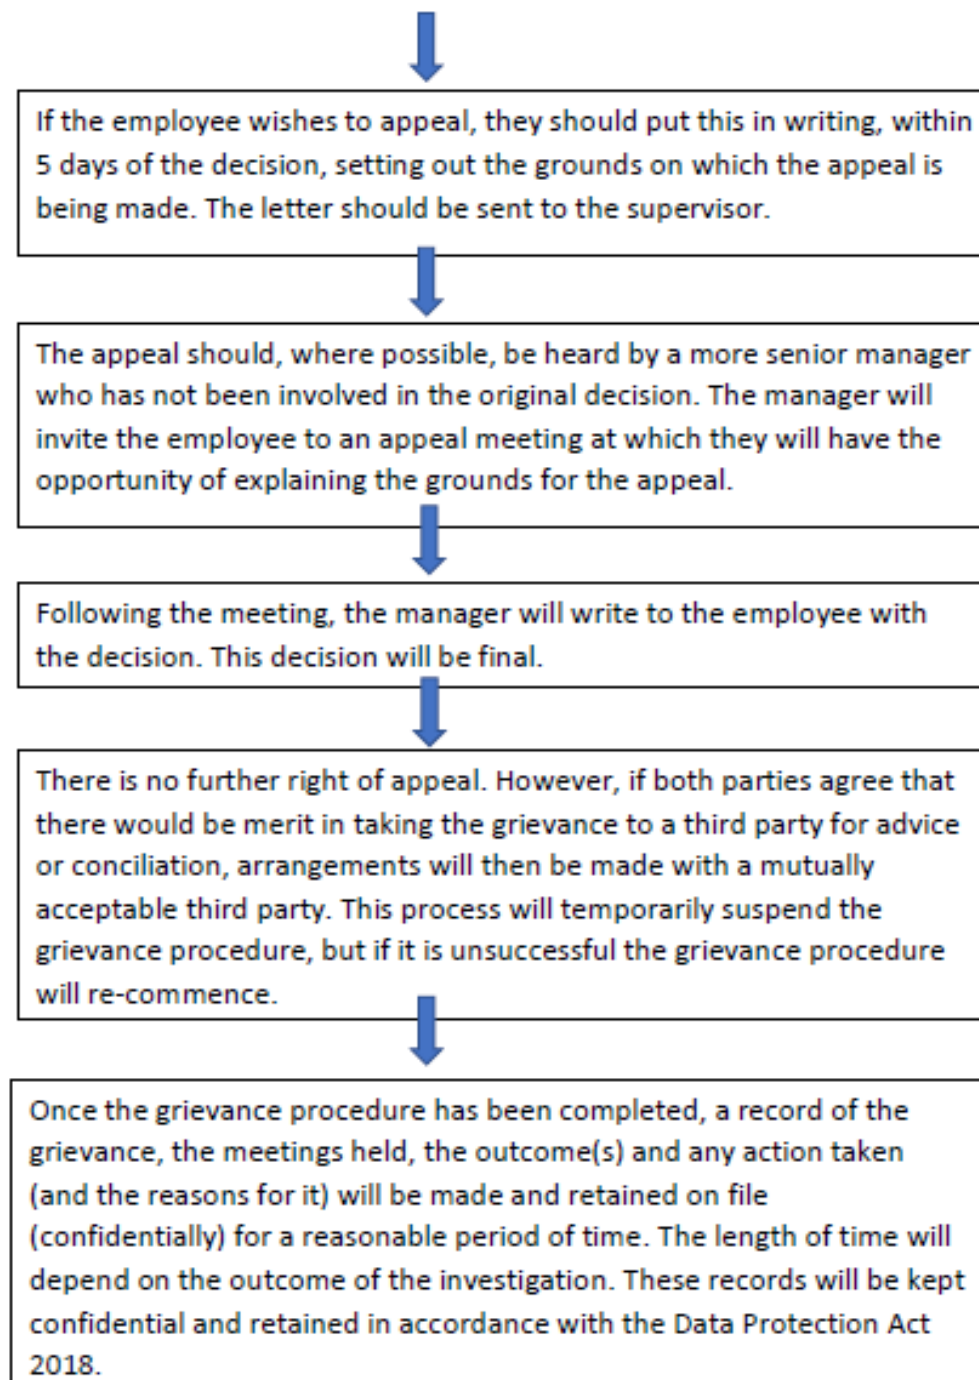 If the employee wishes to appeal, they should put this in writing, within
5 days of the decision, setting out the grounds on which the appeal is
being made. The letter should be sent to the supervisor.
The appeal should, where possible, be heard by a more senior manager
who has not been involved in the original decision. The manager will
invite the employee to an appeal meeting at which they will have the
opportunity of explaining the grounds for the appeal.
Following the meeting, the manager will write to the employee with
the decision. This decision will be final.
There is no further right of appeal. However, if both parties agree that
there would be merit in taking the grievance to a third party for advice
or conciliation, arrangements will then be made with a mutually
acceptable third party. This process will temporarily suspend the
grievance procedure, but if it is unsuccessful the grievance procedure
will re-commence.
Once the grievance procedure has been completed, a record of the
grievance, the meetings held, the outcome(s) and any action taken
(and the reasons for it) will be made and retained on file
(confidentially) for a reasonable period of time. The length of time will
depend on the outcome of the investigation. These records will be kept
confidential and retained in accordance with the Data Protection Act
2018.